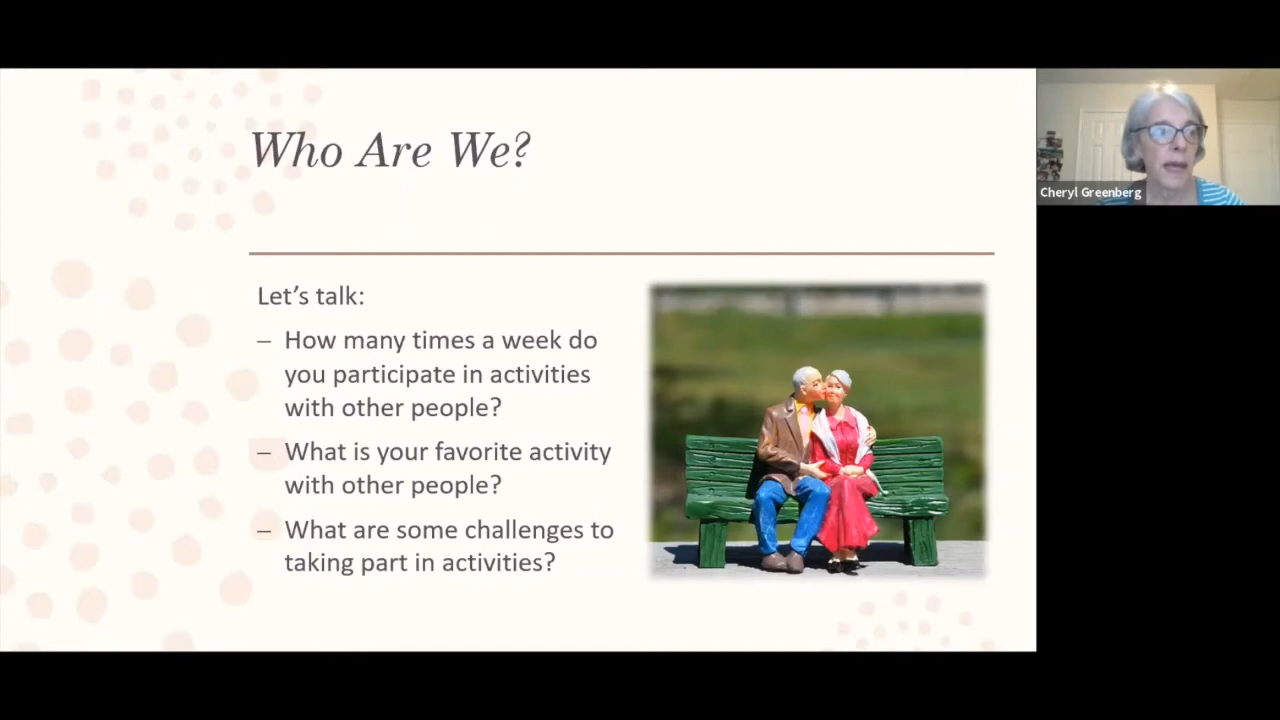 Who Are We?
Cheryl Greenberg
Let’s talk:
– How many times a week do
you participate in activities
with other people?
– What is your favorite activity
with other people?
– What are some challenges to
taking part in activities?